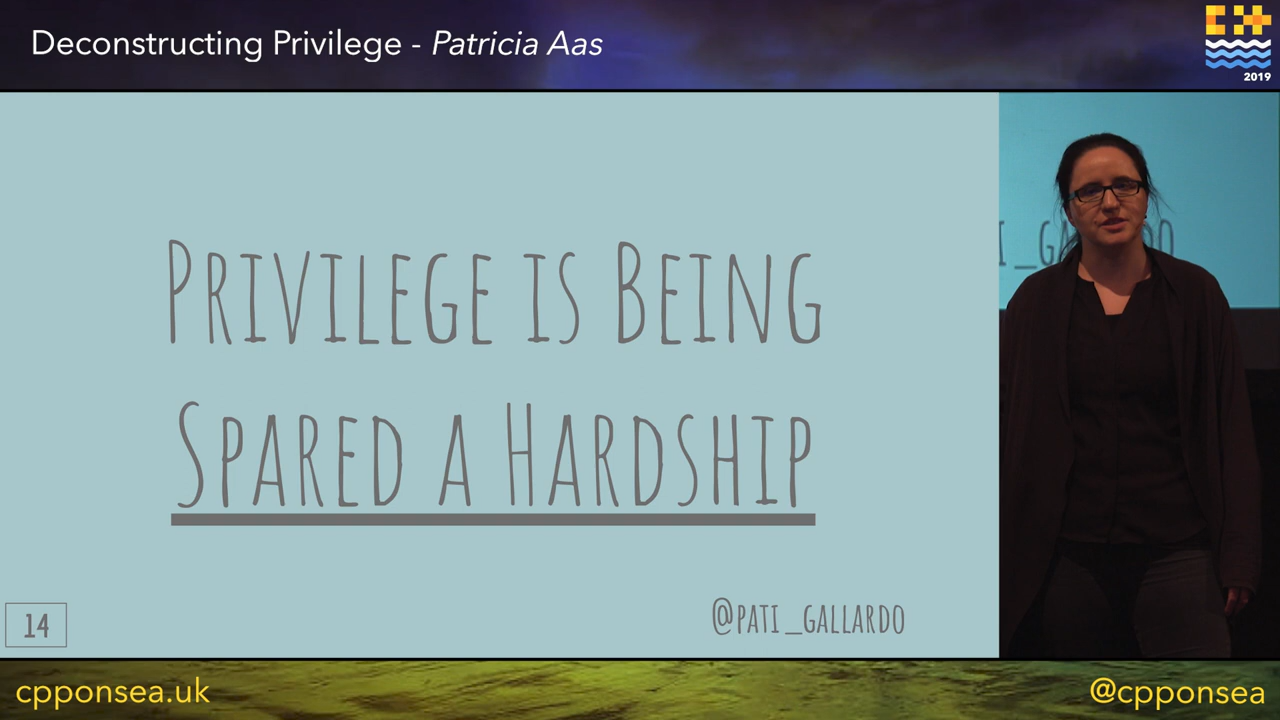 Deconstructing Privilege - Patricia Aas
2019
PRIVILEGE IS BEING
SPARED A HARDSHIP
@PATI_GALLARDO
14
cpponsea.uk
@cpponsea